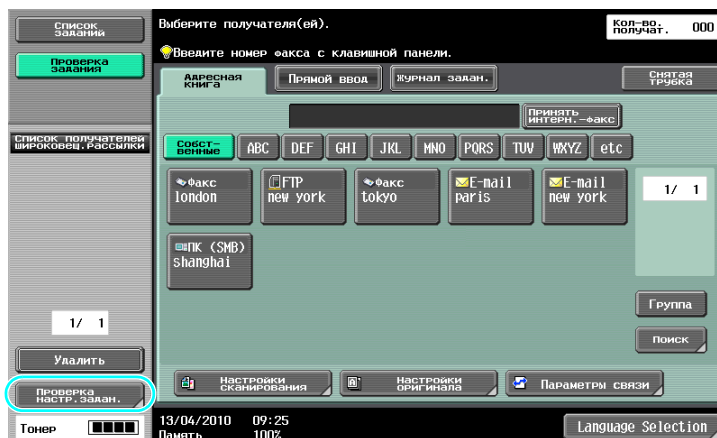 Список
заданий
Проверка
задания
Список получателей
широковещ.рассылки
1/ 1
Удалить
Проверка
настр.задан.
Тонер
Выберите получателя(ей).
Кол-во.
получат. 000
Введите номер факса с клавишной панели.
Адресная
книга
Прямой ввод
Журнал задан.
Снятая
трубка
Принять
интерн.-факс
Собст-
венные
ABC DEF GHI JKL MNO PQRS TUV WXYZ etc
Факс
london
FTP
new york
Факс
tokyo
E-mail
paris
E-mail
new york
1/ 1
ПК (SMB)
shanghai
Группа
Поиск
Настройки
сканирования
Настройки
оригинала
Параметры связи
13/04/2010 09:25
Память 100%
Language Selection